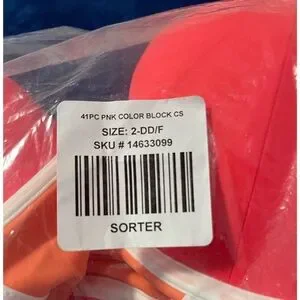 41PC PNK COLOR BLOCK CS
SIZE: 2-DD/F
SKU # 14633099
SORTER